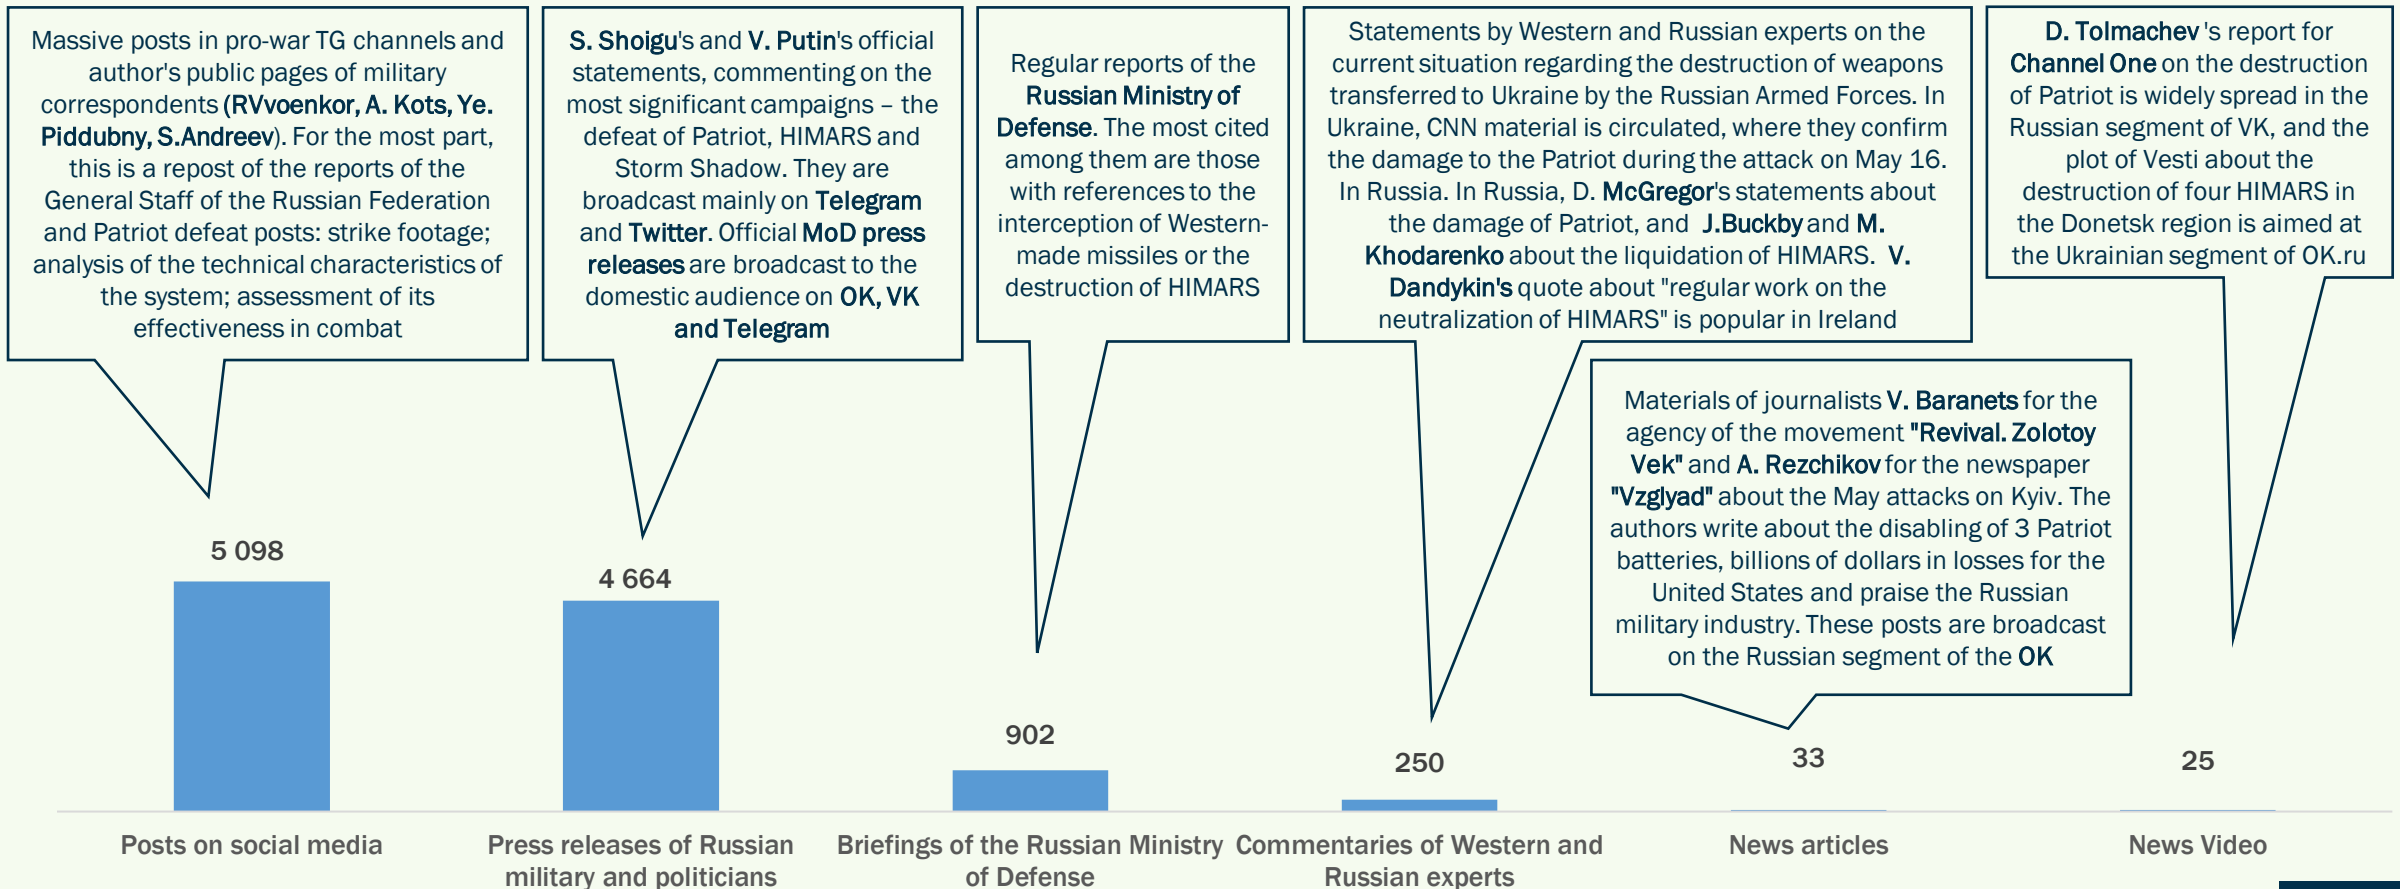 Massive posts in pro-war TG channels and
author's public pages of military
correspondents (RVvoenkor, A. Kots, Ye.
Piddubny, S.Andreev). For the most part,
this is a repost of the reports of the
General Staff of the Russian Federation
and Patriot defeat posts: strike footage;
analysis of the technical characteristics of
the system; assessment of its
effectiveness in combat
S. Shoigu's and V. Putin's official
statements, commenting on the
most significant campaigns – the
defeat of Patriot, HIMARS and
Storm Shadow. They are
broadcast mainly on Telegram
and Twitter. Official MoD press
releases are broadcast to the
domestic audience on OK, VK
and Telegram
Regular reports of the
Russian Ministry of
Defense. The most cited
among them are those
with references to the
interception of Western-
made missiles or the
destruction of HIMARS
Statements by Western and Russian experts on the
current situation regarding the destruction of weapons
transferred to Ukraine by the Russian Armed Forces. In
Ukraine, CNN material is circulated, where they confirm
the damage to the Patriot during the attack on May 16.
In Russia. In Russia, D. McGregor's statements about
the damage of Patriot, and J.Buckby and M.
Khodarenko about the liquidation of HIMARS. V.
Dandykin's quote about "regular work on the
neutralization of HIMARS" is popular in Ireland
D. Tolmachev 's report for
Channel One on the destruction
of Patriot is widely spread in the
Russian segment of VK, and the
plot of Vesti about the
destruction of four HIMARS in
the Donetsk region is aimed at
the Ukrainian segment of OK.ru
Materials of journalists V. Baranets for the
agency of the movement "Revival. Zolotoy
Vek" and A. Rezchikov for the newspaper
"Vzglyad" about the May attacks on Kyiv. The
authors write about the disabling of 3 Patriot
batteries, billions of dollars in losses for the
United States and praise the Russian
military industry. These posts are broadcast
on the Russian segment of the OK
5 098
4 664
902
250
33
25
Posts on social media
Press releases of Russian
military and politicians
Briefings of the Russian Ministry
of Defense
Commentaries of Western and
Russian experts
News articles
News Video